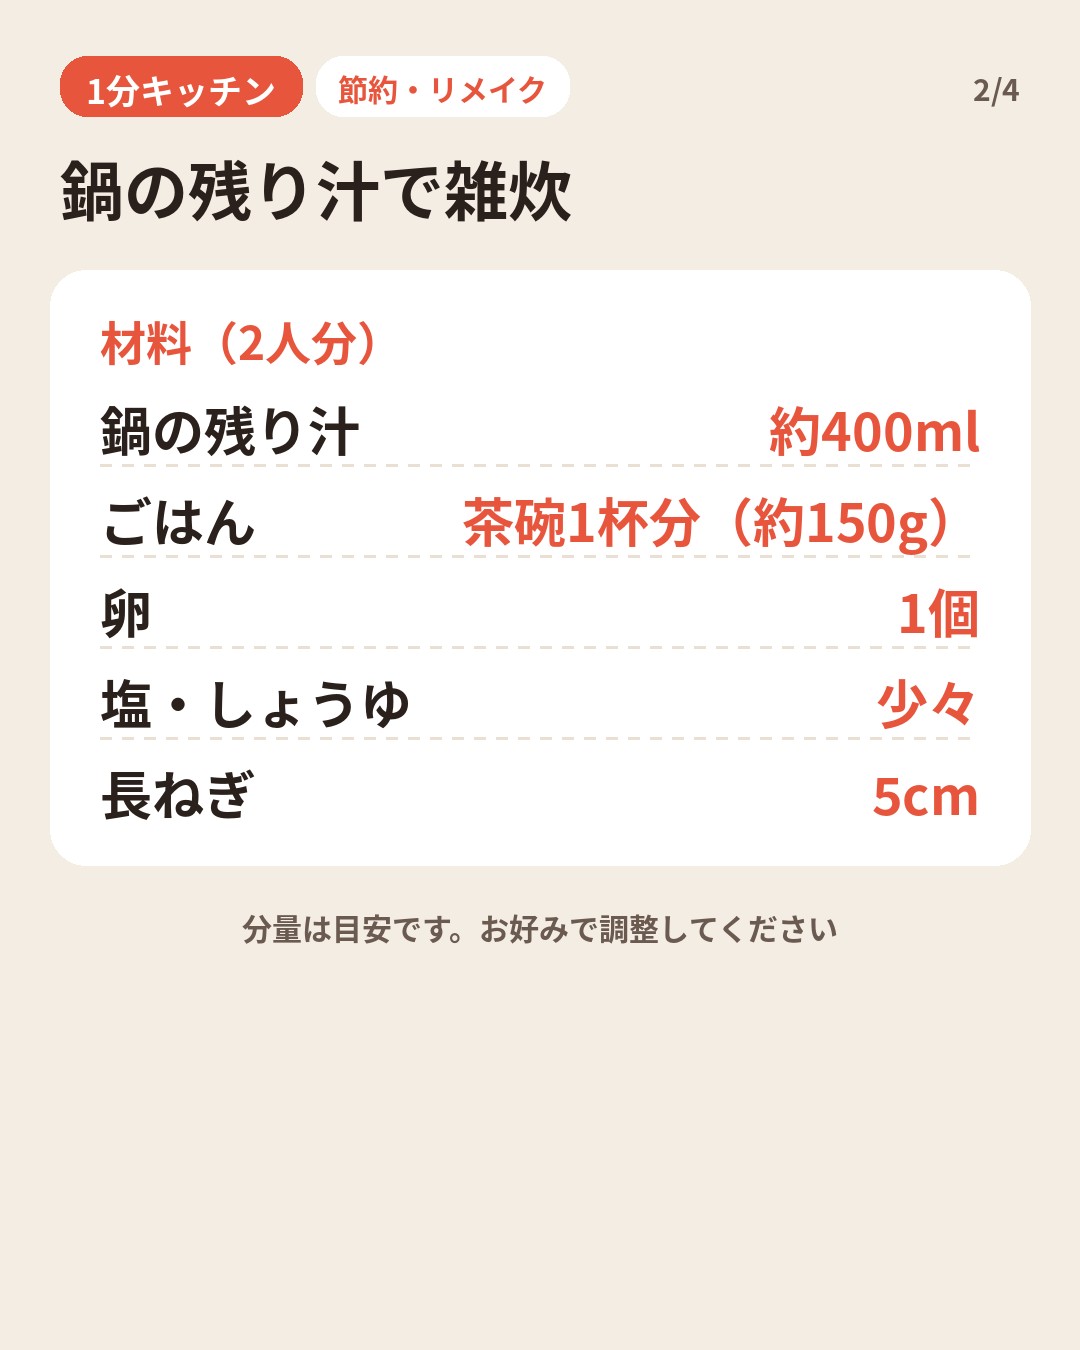 1分キッチン 節約・リメイク 2/4
鍋の残り汁で雑炊
材料（2人分）
鍋の残り汁 約400ml
ごはん 茶碗1杯分（約150g）
卵 1個
塩・しょうゆ 少々
長ねぎ 5cm
分量は目安です。お好みで調整してください